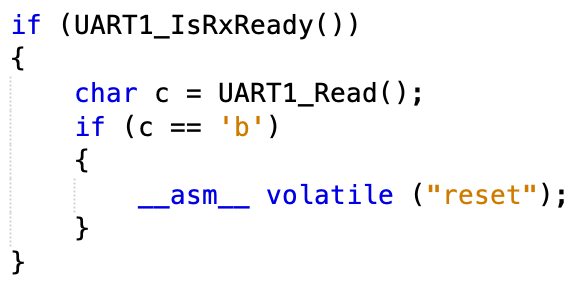 if (UART1_IsRxReady())
{
    char c = UART1_Read();
    if (c == 'b')
    {
        __asm__ volatile ("reset");
    }
}